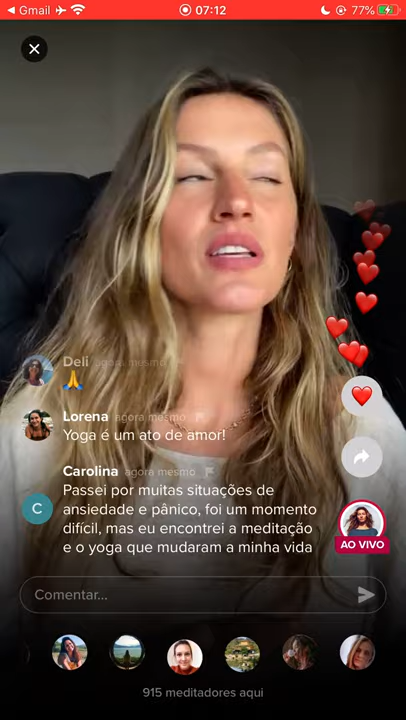 Gmail
07:12
77%
Deli agora mesmo
🙏
Lorena agora mesmo
Yoga é um ato de amor!
Carolina agora mesmo
C
Passei por muitas situações de
ansiedade e pânico, foi um momento
difícil, mas eu encontrei a meditação
e o yoga que mudaram a minha vida
AO VIVO
Comentar...
915 meditadores aqui